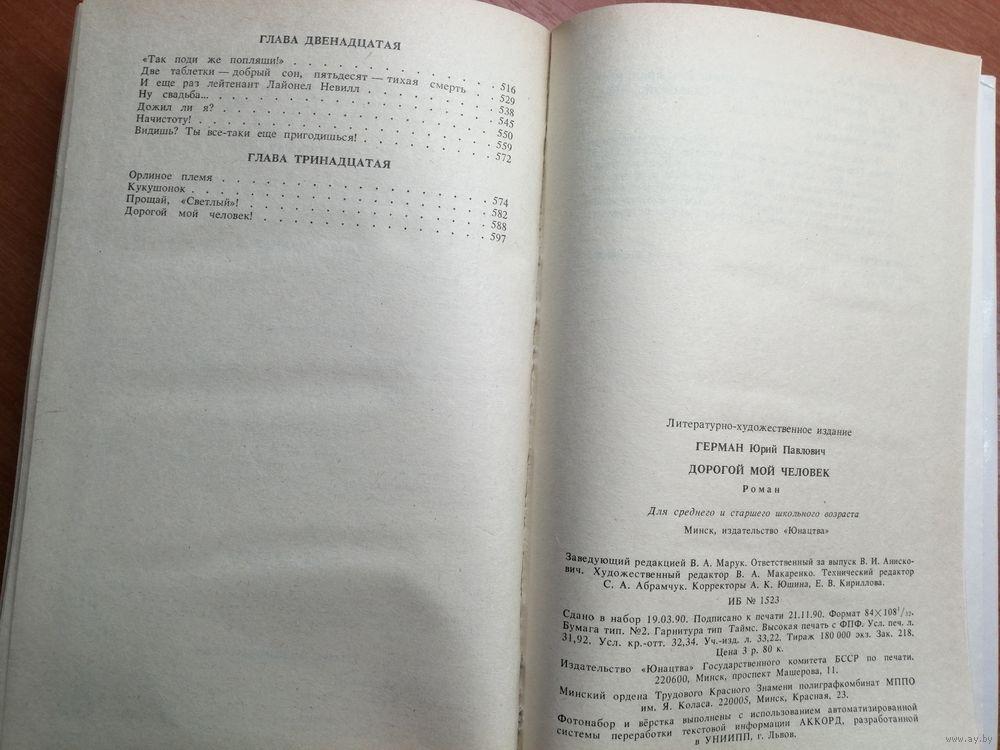 ГЛАВА ДВЕНАДЦАТАЯ
«Так поди же попляши!» . . . . . . . . . . 516
Две таблетки — добрый сон, пятьдесят — тихая смерть . . 529
И еще раз лейтенант Лайонел Невилл . . . . . . 538
Ну свадьба... . . . . . . . . . . . . 545
Дожил ли я? . . . . . . . . . . . . 550
Начистоту! . . . . . . . . . . . . 559
Видишь? Ты все-таки еще пригодишься! . . . . . . 572
ГЛАВА ТРИНАДЦАТАЯ
Орлиное племя . . . . . . . . . . . . 574
Кукушонок . . . . . . . . . . . . 582
Прощай, «Светлый»! . . . . . . . . . . 588
Дорогой мой человек! . . . . . . . . . . 597
Литературно-художественное издание
ГЕРМАН Юрий Павлович
ДОРОГОЙ МОЙ ЧЕЛОВЕК
Роман
Для среднего и старшего школьного возраста
Минск, издательство «Юнацтва»
Заведующий редакцией В. А. Марук. Ответственный за выпуск В. И. Аниско-
вич. Художественный редактор В. А. Макаренко. Технический редактор
С. А. Абрамчук. Корректоры А. К. Юшина, Е. В. Кириллова.
ИБ № 1523
Сдано в набор 19.03.90. Подписано к печати 21.11.90. Формат 84×108¹/₃₂.
Бумага тип. №2. Гарнитура тип Таймс. Высокая печать с ФПФ. Усл. печ. л.
31,92. Усл. кр.-отт. 32,34. Уч.-изд. л. 33,22. Тираж 180 000 экз. Зак. 218.
Цена 3 р. 80 к.
Издательство «Юнацтва» Государственного комитета БССР по печати.
220600, Минск, проспект Машерова, 11.
Минский ордена Трудового Красного Знамени полиграфкомбинат МППО
им. Я. Коласа. 220005, Минск, Красная, 23.
Фотонабор и вёрстка выполнены с использованием автоматизированной
системы переработки текстовой информации АККОРД, разработанной
в УНИИПП, г. Львов.
www.ay.by